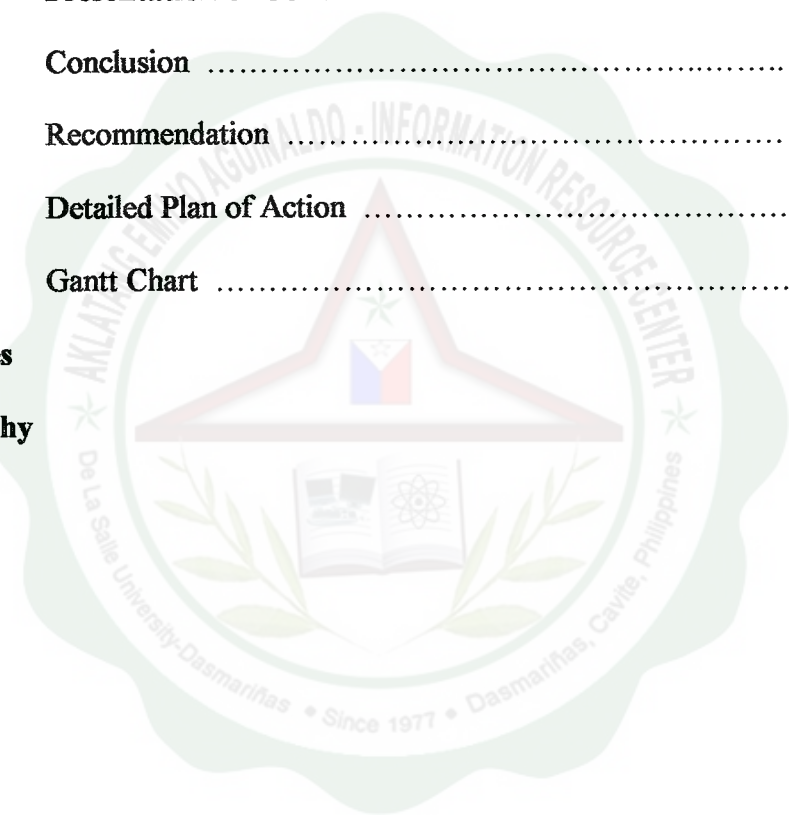 Conclusion ........................................................
Recommendation ................................................
Detailed Plan of Action .........................................
Gantt Chart .......................................................
s
hy
AKLATANG EMILIO AGUINALDO - INFORMATION RESOURCE CENTER
De La Salle University-Dasmariñas • Since 1977 • Dasmariñas, Cavite, Philippines